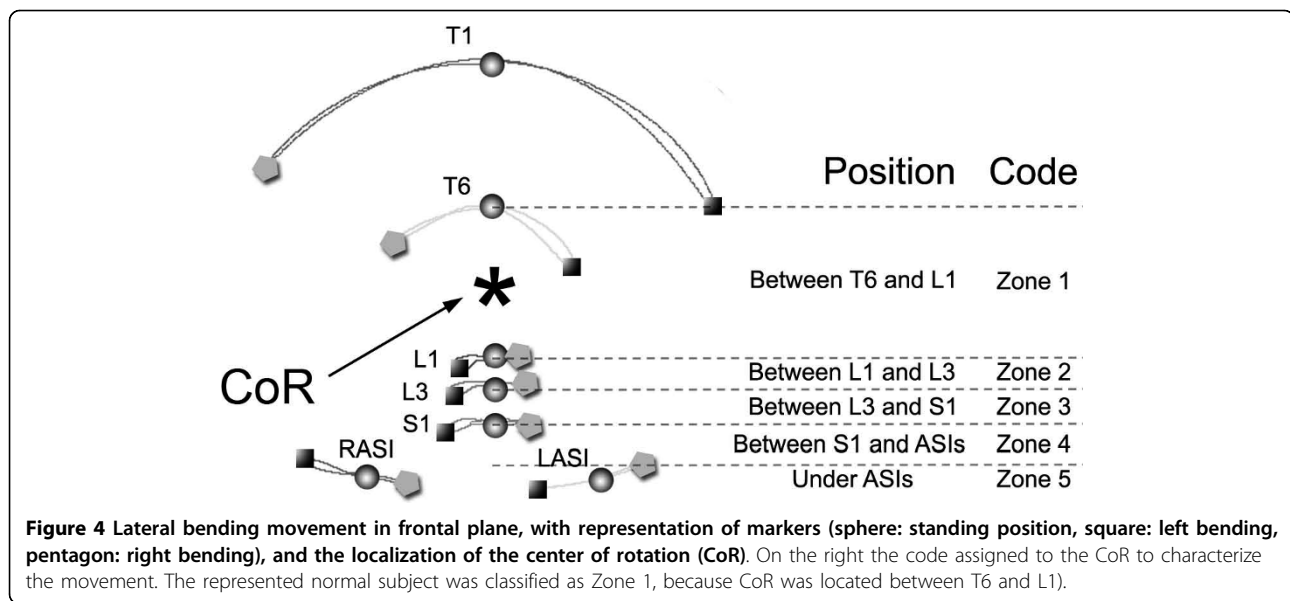 T1
Position Code
T6
Between T6 and L1 Zone 1
*
CoR
L1
Between L1 and L3 Zone 2
L3
Between L3 and S1 Zone 3
S1
Between S1 and ASIs Zone 4
RASI LASI
Under ASIs Zone 5
Figure 4 Lateral bending movement in frontal plane, with representation of markers (sphere: standing position, square: left bending,
pentagon: right bending), and the localization of the center of rotation (CoR). On the right the code assigned to the CoR to characterize
the movement. The represented normal subject was classified as Zone 1, because CoR was located between T6 and L1).